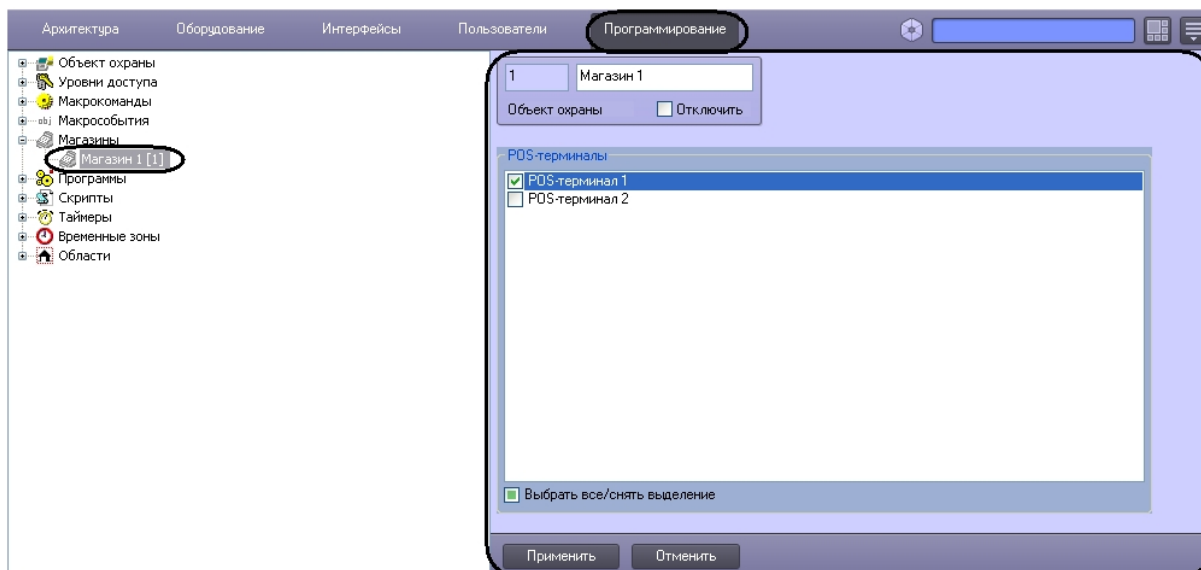 Архитектура Оборудование Интерфейсы Пользователи Программирование
Объект охраны
Уровни доступа
Макрокоманды
obj Макрособытия
Магазины
Магазин 1 [1]
Программы
Скрипты
Таймеры
Временные зоны
Области
1 Магазин 1
Объект охраны Отключить
POS-терминалы
POS-терминал 1
POS-терминал 2
Выбрать все/снять выделение
Применить Отменить